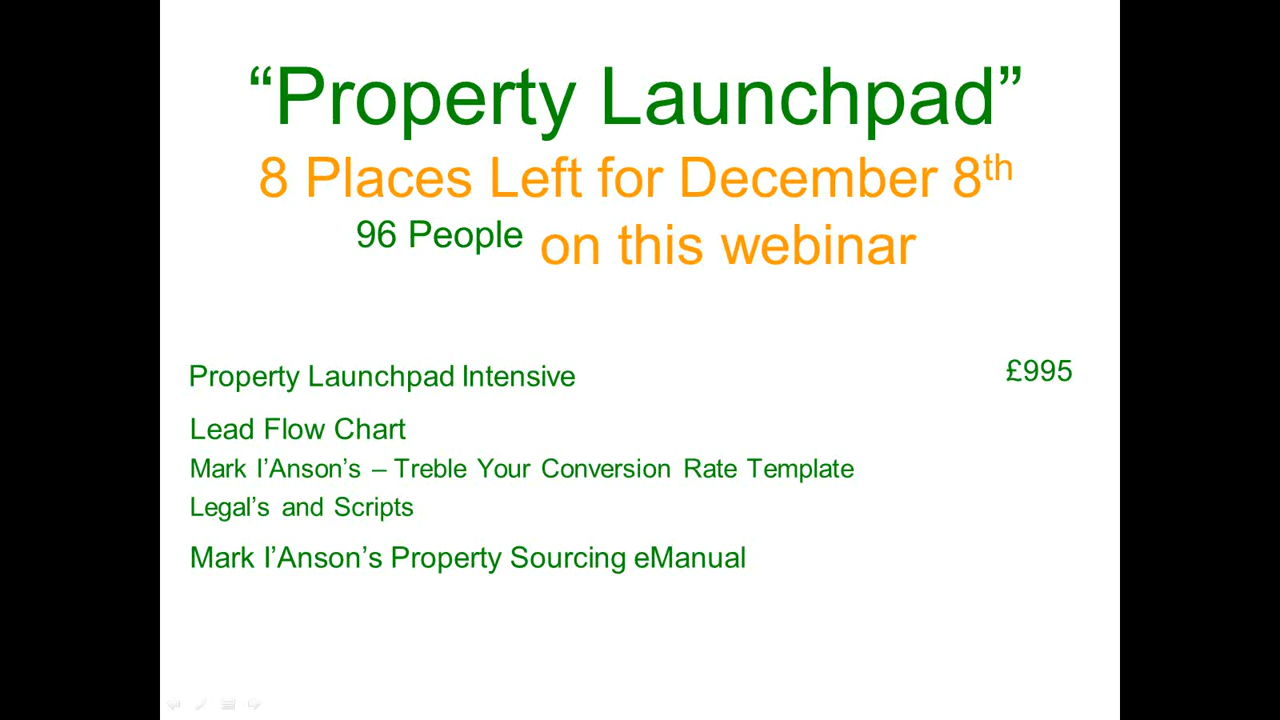 “Property Launchpad”
8 Places Left for December 8th
96 People on this webinar
Property Launchpad Intensive £995
Lead Flow Chart
Mark I’Anson’s – Treble Your Conversion Rate Template
Legal’s and Scripts
Mark I’Anson’s Property Sourcing eManual